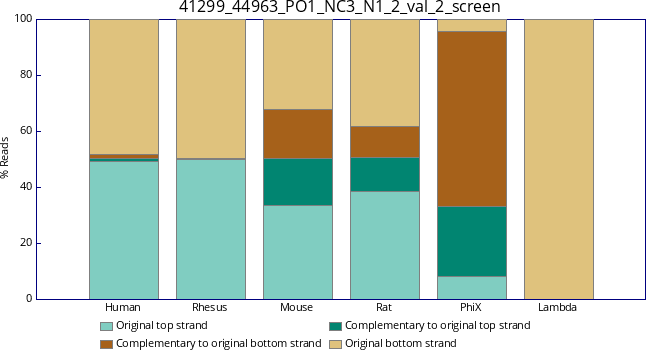 41299_44963_PO1_NC3_N1_2_val_2_screen
100
80
60
40
20
0
% Reads
Human Rhesus Mouse Rat PhiX Lambda
Original top strand Complementary to original top strand
Complementary to original bottom strand Original bottom strand